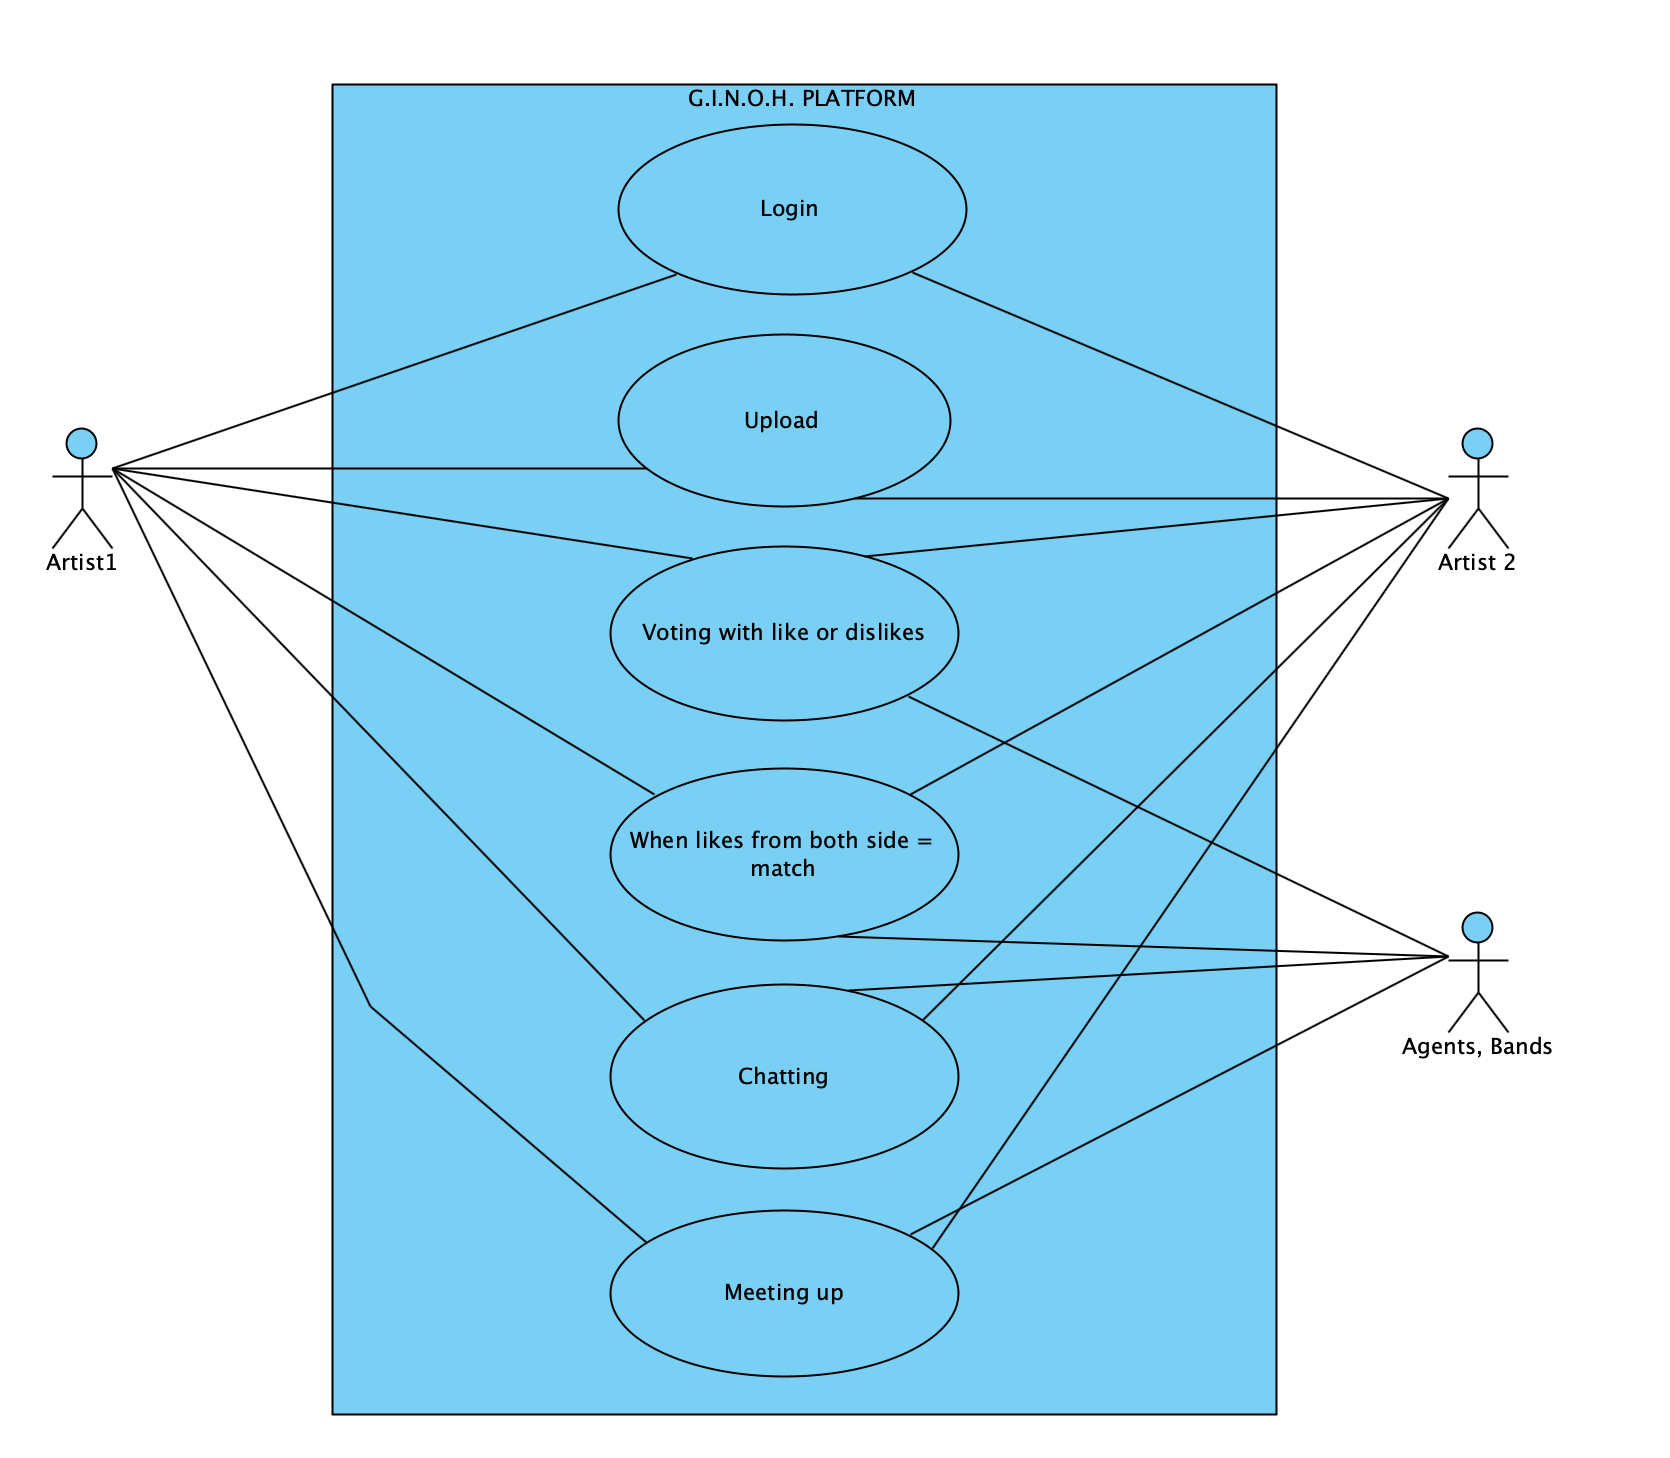 G.I.N.O.H. PLATFORM
Login
Upload
Artist1
Artist 2
Voting with like or dislikes
When likes from both side =
match
Agents, Bands
Chatting
Meeting up